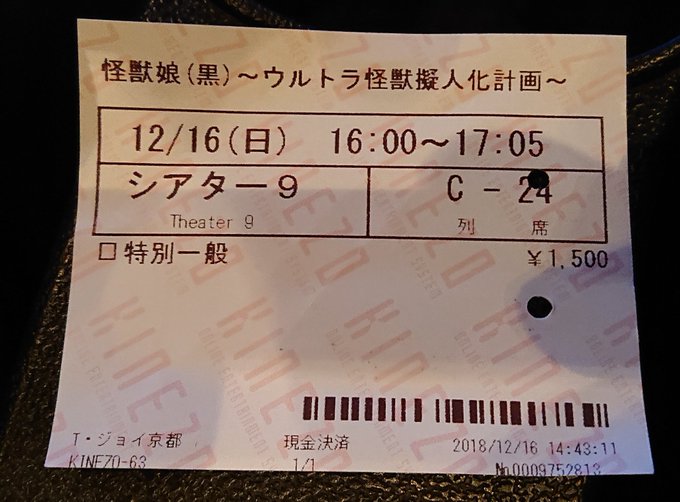 怪獣娘(黒)～ウルトラ怪獣擬人化計画～
12/16(日) 16:00～17:05
シアター9
Theater 9
C - 24
列 席
□特別一般
¥1,500
T・ジョイ京都
KINEZO-63
現金決済
1/1
2018/12/16 14:43:11
No0009752813